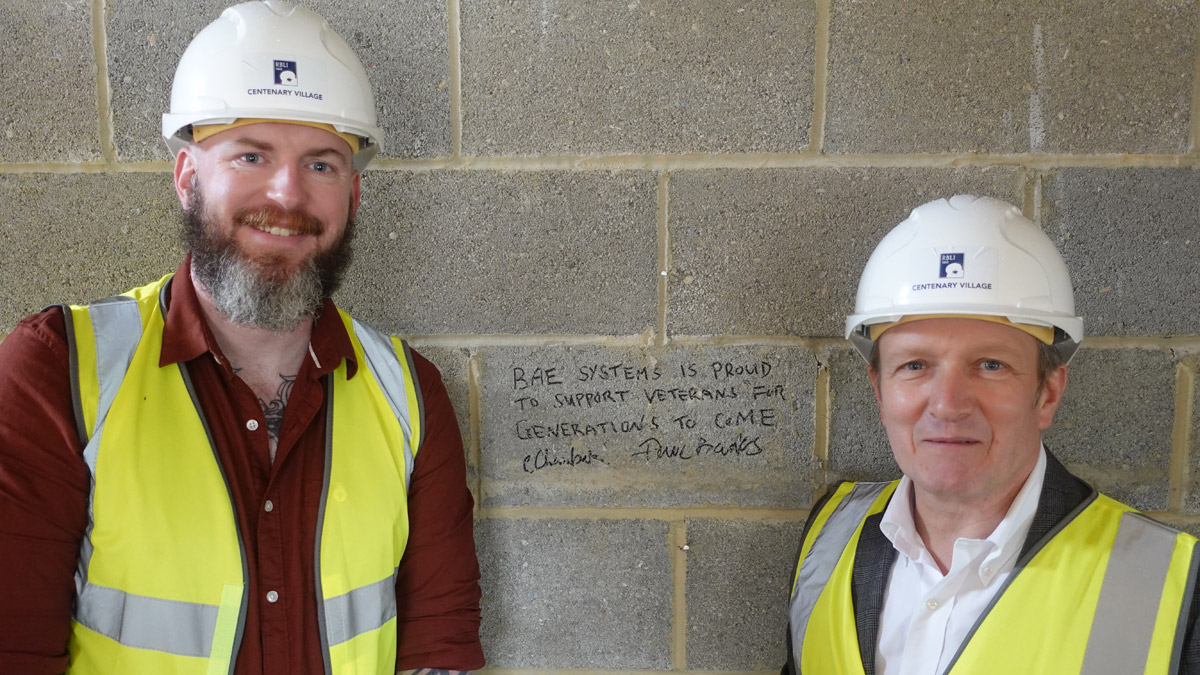 RBLI
CENTENARY VILLAGE
RBLI
CENTENARY VILLAGE
BAE SYSTEMS IS PROUD
TO SUPPORT VETERANS FOR
GENERATIONS TO COME